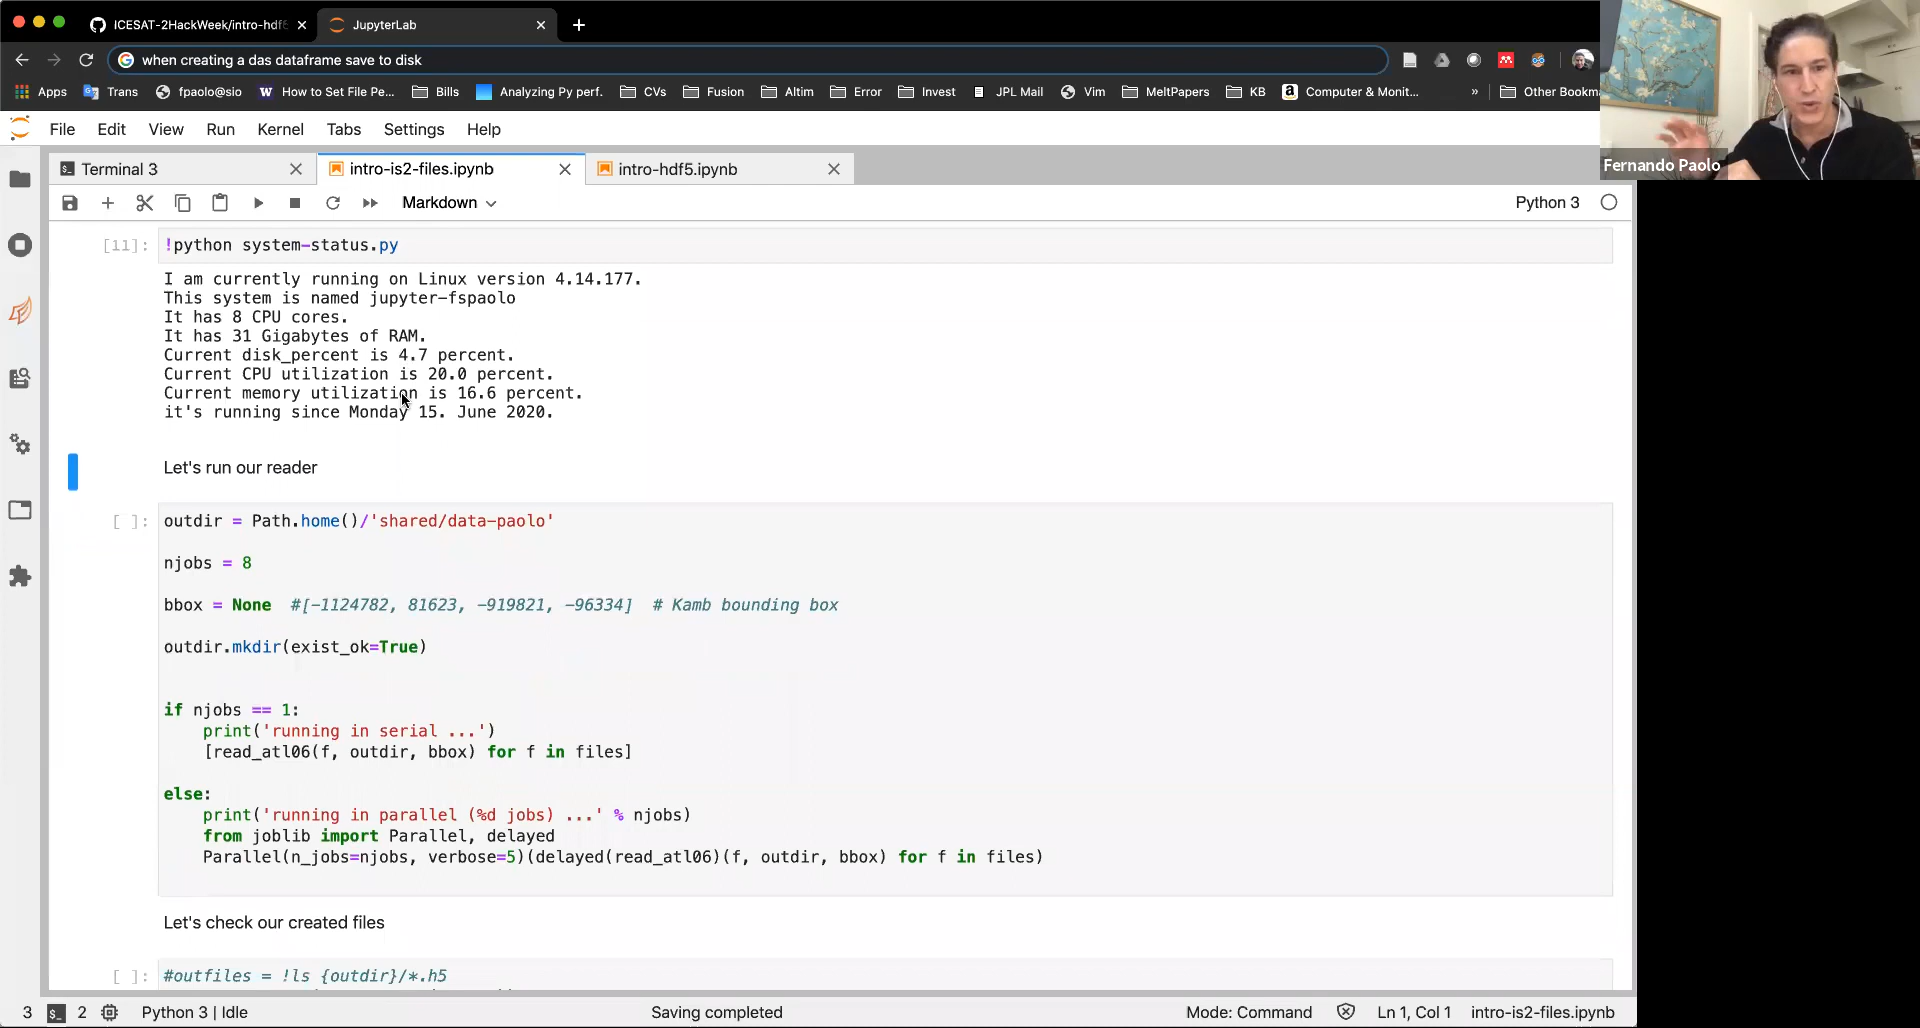 ICESAT-2HackWeek/intro-hdf5
JupyterLab
when creating a das dataframe save to disk
Apps Trans fpaolo@sio How to Set File Pe... Bills Analyzing Py perf. CVs Fusion Altim Error Invest JPL Mail Vim MeltPapers KB Computer & Monit... » Other Bookma
Fernando Paolo
File Edit View Run Kernel Tabs Settings Help
Terminal 3 intro-is2-files.ipynb intro-hdf5.ipynb
Markdown Python 3
[11]: !python system-status.py
I am currently running on Linux version 4.14.177.
This system is named jupyter-fspaolo
It has 8 CPU cores.
It has 31 Gigabytes of RAM.
Current disk_percent is 4.7 percent.
Current CPU utilization is 20.0 percent.
Current memory utilization is 16.6 percent.
it's running since Monday 15. June 2020.
Let's run our reader
[ ]: outdir = Path.home()/'shared/data-paolo'
njobs = 8
bbox = None  #[-1124782, 81623, -919821, -96334]  # Kamb bounding box
outdir.mkdir(exist_ok=True)
if njobs == 1:
    print('running in serial ...')
    [read_atl06(f, outdir, bbox) for f in files]
else:
    print('running in parallel (%d jobs) ...' % njobs)
    from joblib import Parallel, delayed
    Parallel(n_jobs=njobs, verbose=5)(delayed(read_atl06)(f, outdir, bbox) for f in files)
Let's check our created files
[ ]: #outfiles = !ls {outdir}/*.h5
3 2 Python 3 | Idle Saving completed Mode: Command Ln 1, Col 1 intro-is2-files.ipynb